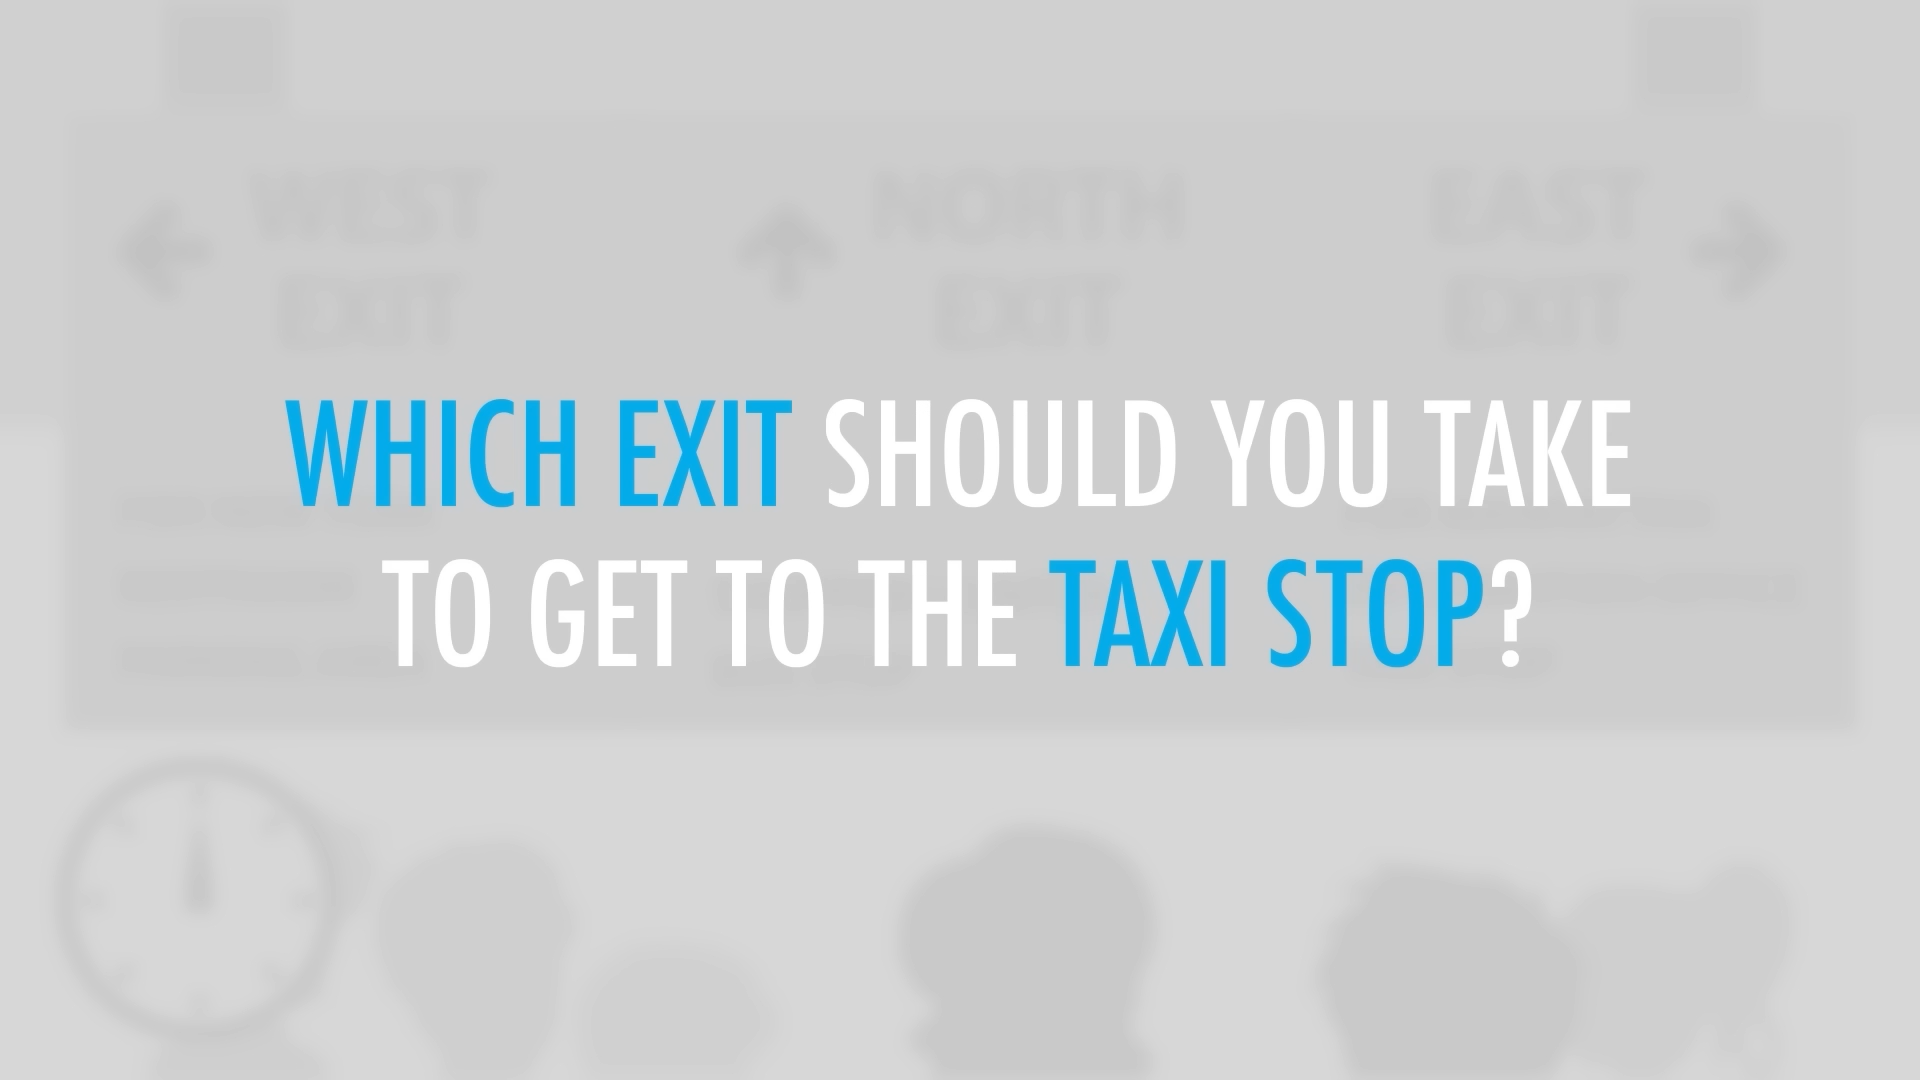 WEST
EXIT
NORTH
EXIT
EAST
EXIT
WHICH EXIT SHOULD YOU TAKE
TO GET TO THE TAXI STOP?